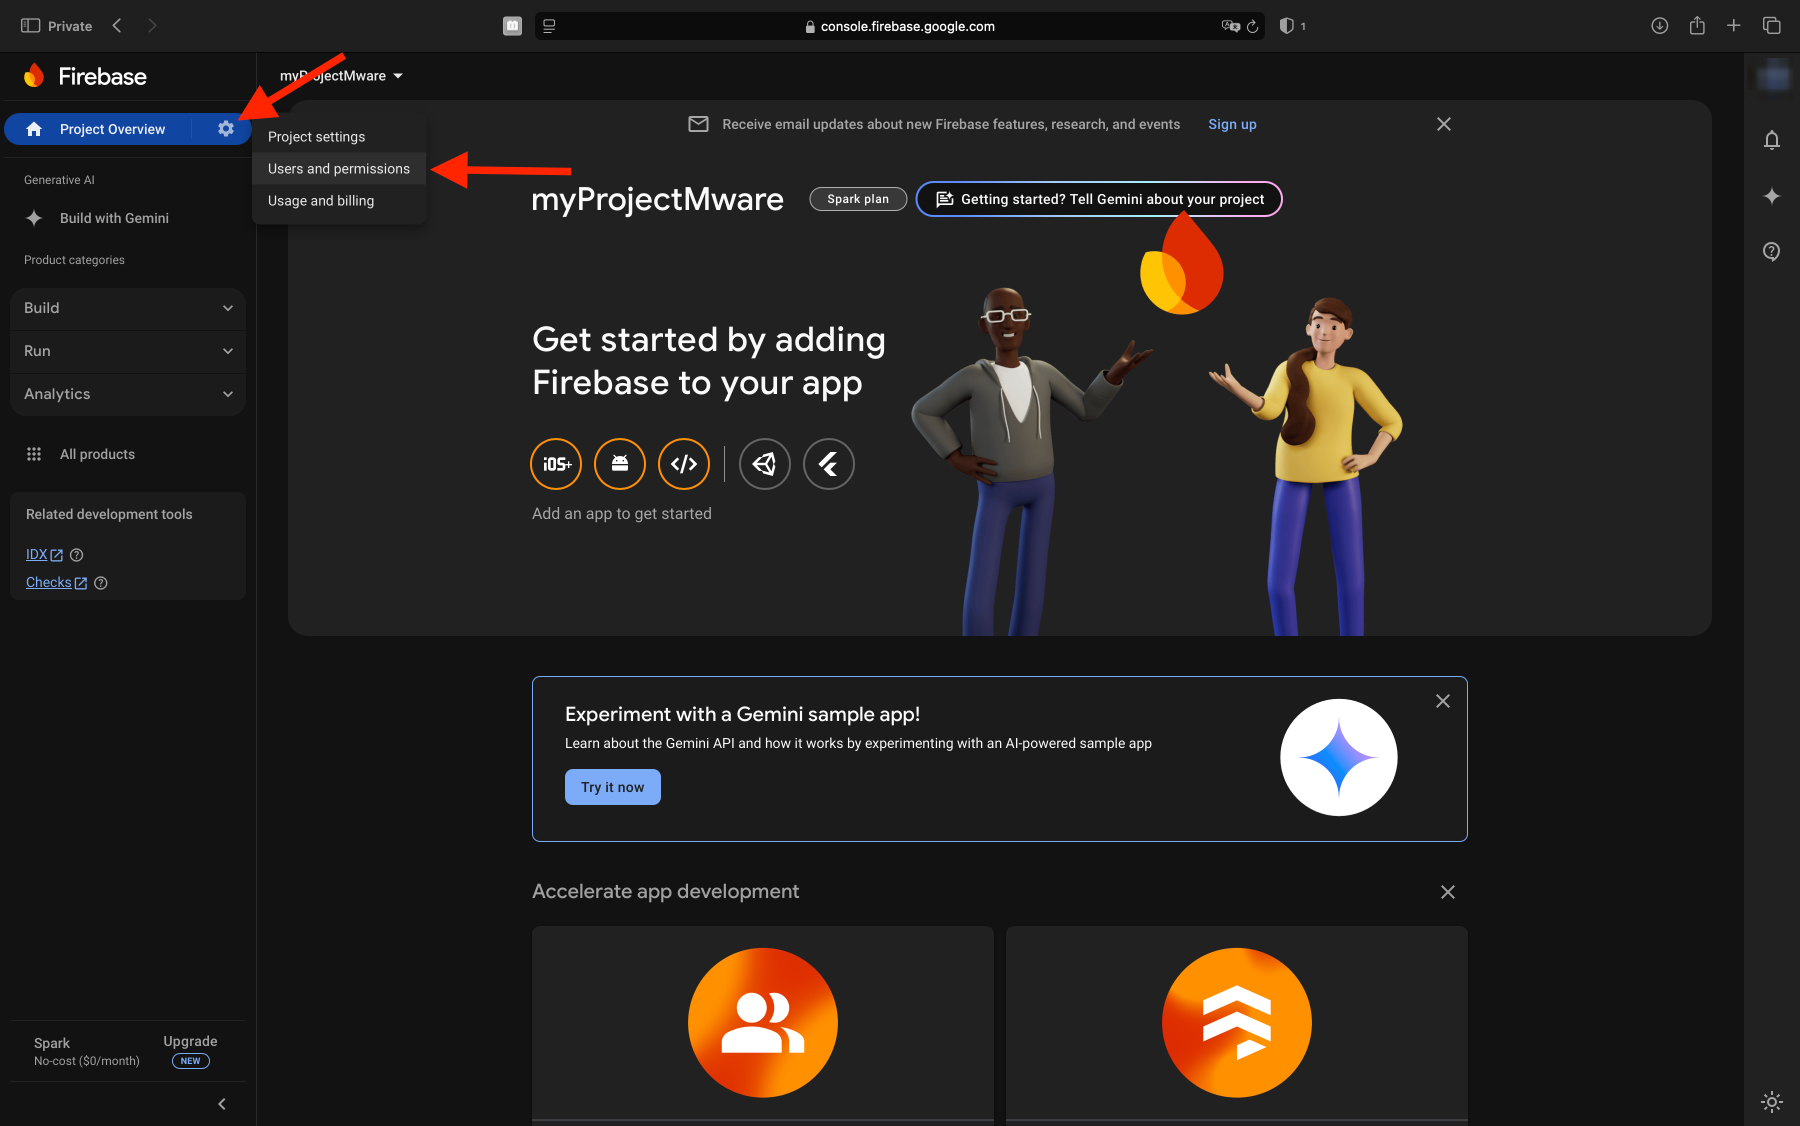 Private
console.firebase.google.com
1
Firebase
myProjectMware
Project Overview
Project settings
Users and permissions
Usage and billing
Receive email updates about new Firebase features, research, and events Sign up
Generative AI
Build with Gemini
Product categories
Build
Run
Analytics
All products
Related development tools
IDX
Checks
myProjectMware
Spark plan
Getting started? Tell Gemini about your project
Get started by adding
Firebase to your app
iOS+
Add an app to get started
Experiment with a Gemini sample app!
Learn about the Gemini API and how it works by experimenting with an AI-powered sample app
Try it now
Accelerate app development
Spark
No-cost ($0/month)
Upgrade
NEW